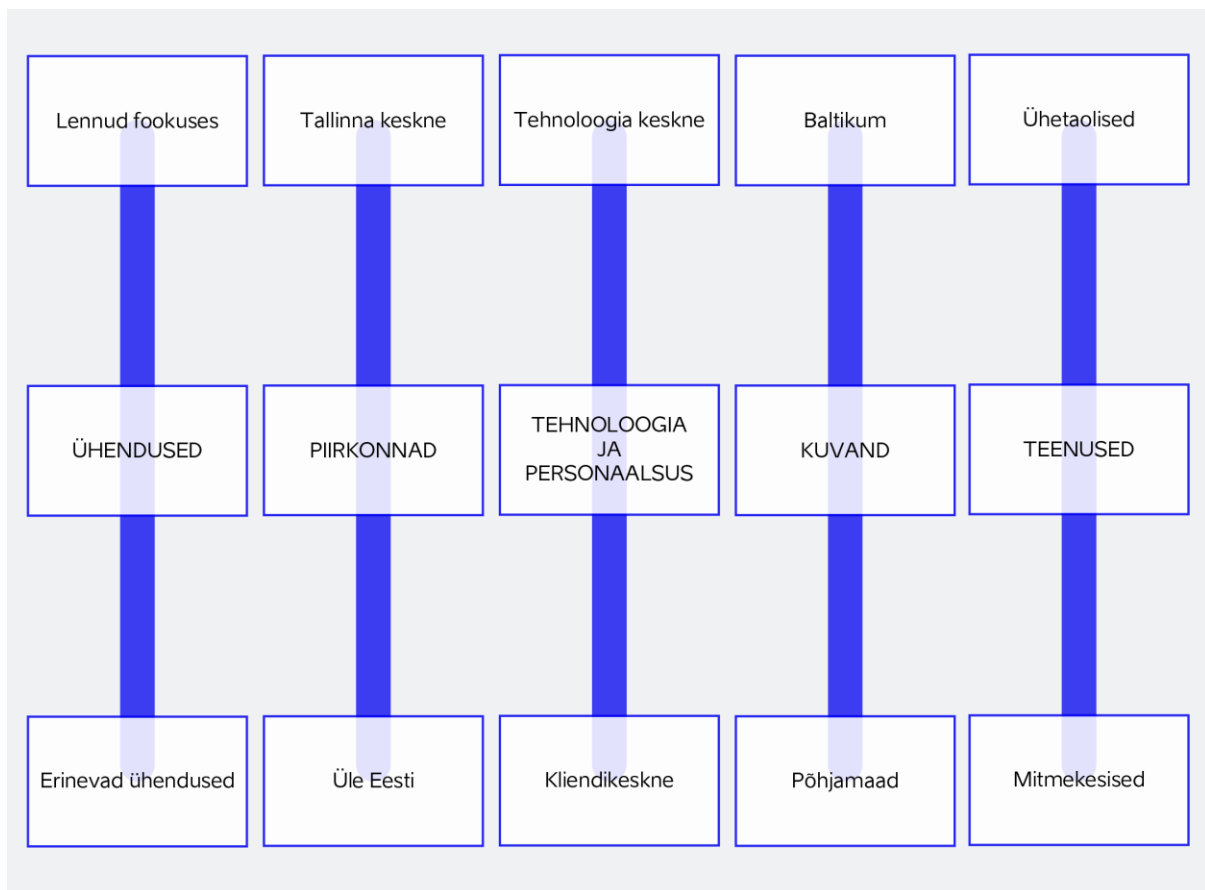 Lennud fookuses
Tallinna keskne
Tehnoloogia keskne
Baltikum
Ühetaolised
ÜHENDUSED
PIIRKONNAD
TEHNOLOOGIA
JA
PERSONAALSUS
KUVAND
TEENUSED
Erinevad ühendused
Üle Eesti
Kliendikeskne
Põhjamaad
Mitmekesised